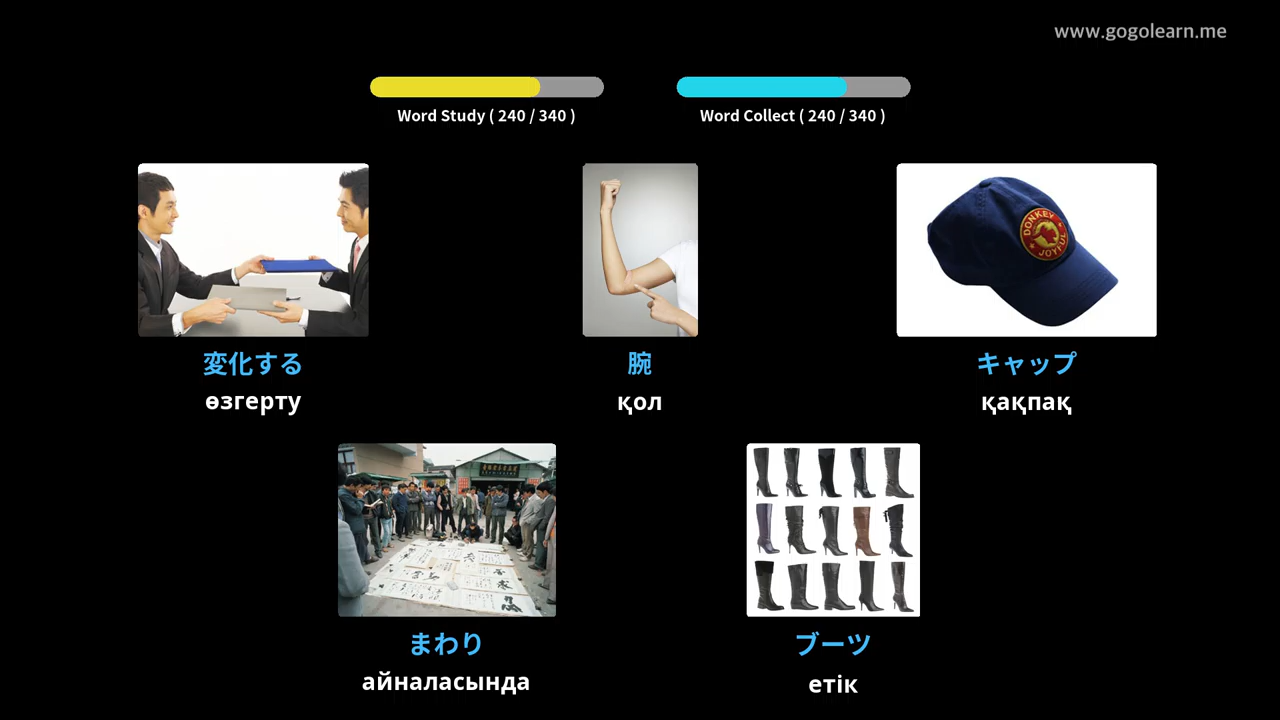 www.gogolearn.me
Word Study ( 240 / 340 )
Word Collect ( 240 / 340 )
DONKEY
JOYFUL
変化する
腕
キャップ
өзгерту
қол
қақпақ
まわり
ブーツ
айналасында
етік